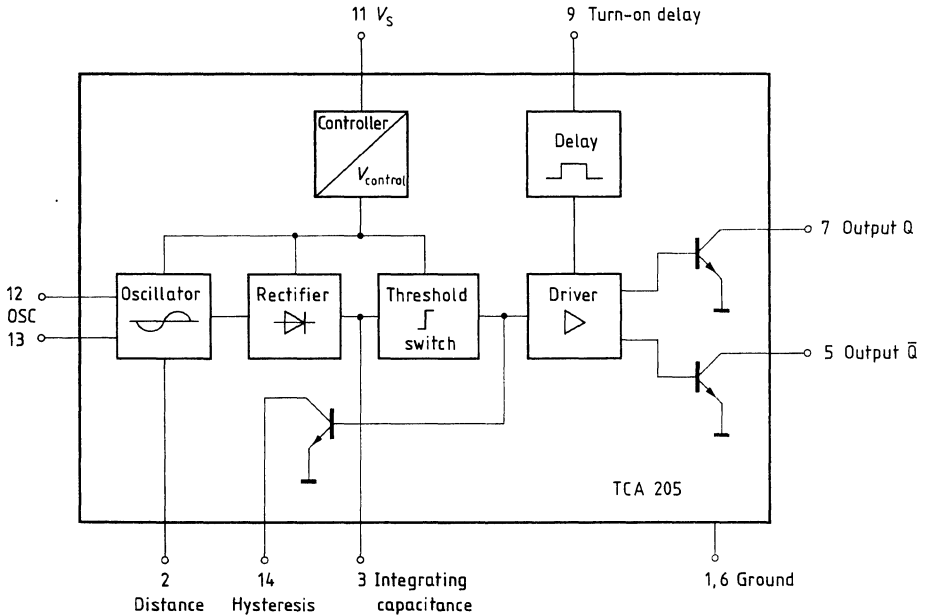 11 V_S
9 Turn-on delay
Controller
V_control
Delay
7 Output Q
12
OSC
13
Oscillator
Rectifier
Threshold
switch
Driver
5 Output Q̄
TCA 205
2
Distance
14
Hysteresis
3 Integrating
capacitance
1,6 Ground